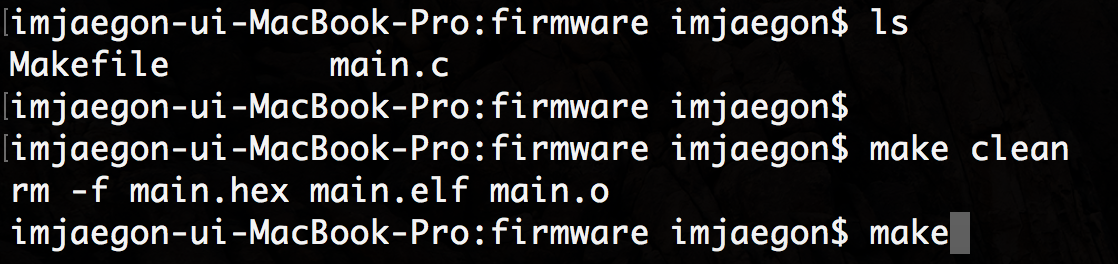 [imjaegon-ui-MacBook-Pro:firmware imjaegon$ ls
Makefile        main.c
[imjaegon-ui-MacBook-Pro:firmware imjaegon$
[imjaegon-ui-MacBook-Pro:firmware imjaegon$ make clean
rm -f main.hex main.elf main.o
imjaegon-ui-MacBook-Pro:firmware imjaegon$ make